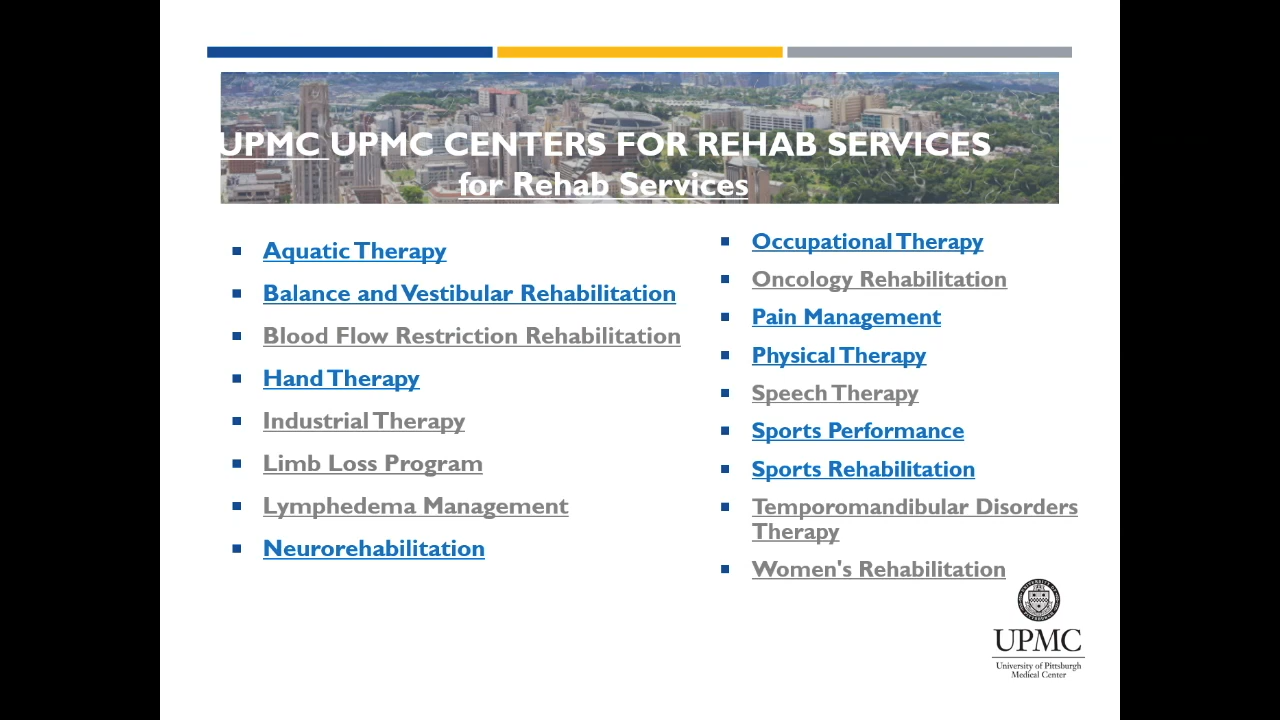 UPMC UPMC CENTERS FOR REHAB SERVICES
for Rehab Services
Aquatic Therapy
Balance and Vestibular Rehabilitation
Blood Flow Restriction Rehabilitation
Hand Therapy
Industrial Therapy
Limb Loss Program
Lymphedema Management
Neurorehabilitation
Occupational Therapy
Oncology Rehabilitation
Pain Management
Physical Therapy
Speech Therapy
Sports Performance
Sports Rehabilitation
Temporomandibular Disorders
Therapy
Women's Rehabilitation
UPMC
University of Pittsburgh
Medical Center